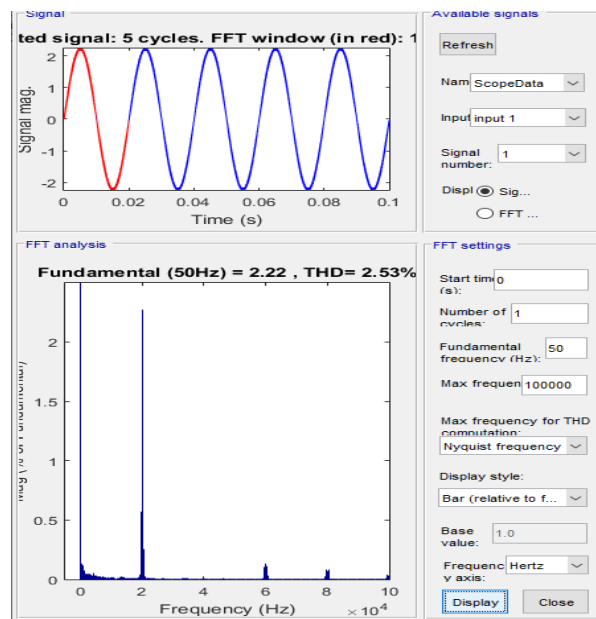 Signal
ted signal: 5 cycles. FFT window (in red): 1
2
1
0
-1
-2
Signal mag.
0 0.02 0.04 0.06 0.08 0.1
Time (s)
FFT analysis
Fundamental (50Hz) = 2.22 , THD= 2.53%
2
1.5
1
0.5
0
Mag (% of Fundamental)
0 2 4 6 8 10
Frequency (Hz) × 10^4
Available signals
Refresh
Nam ScopeData
Input input 1
Signal 1
number:
Displ Sig...
FFT ...
FFT settings
Start tim 0
(s):
Number of 1
cycles:
Fundamental 50
frequency (Hz):
Max frequen 100000
Max frequency for THD
computation:
Nyquist frequency
Display style:
Bar (relative to f...
Base 1.0
value:
Frequenc Hertz
y axis:
Display Close